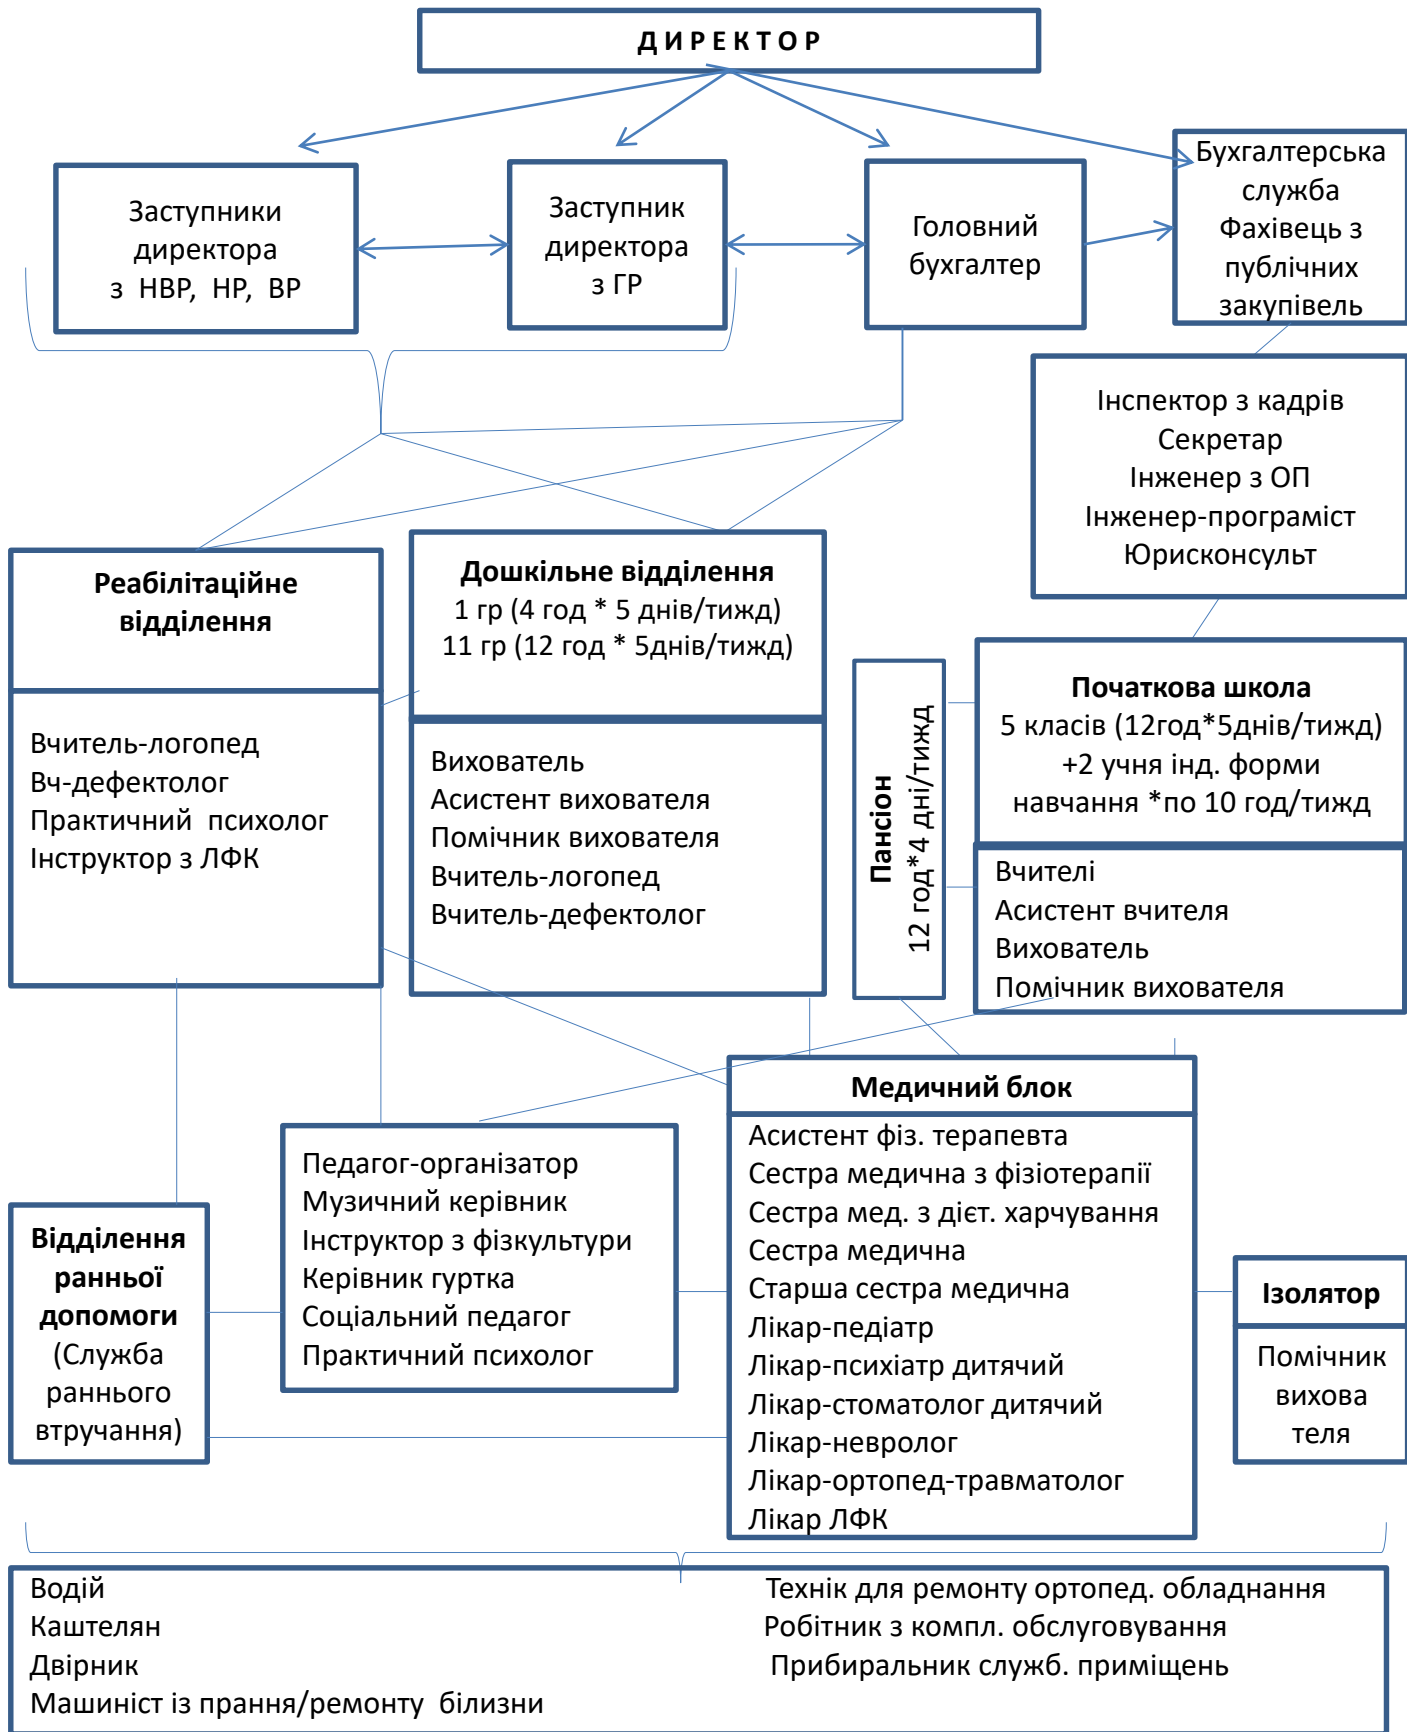 ДИРЕКТОР
Заступники
директора
з НВР, НР, ВР
Заступник
директора
з ГР
Головний
бухгалтер
Бухгалтерська
служба
Фахівець з
публічних
закупівель
Інспектор з кадрів
Секретар
Інженер з ОП
Інженер-програміст
Юрисконсульт
Реабілітаційне
відділення
Вчитель-логопед
Вч-дефектолог
Практичний психолог
Інструктор з ЛФК
Дошкільне відділення
1 гр (4 год * 5 днів/тижд)
11 гр (12 год * 5днів/тижд)
Вихователь
Асистент вихователя
Помічник вихователя
Вчитель-логопед
Вчитель-дефектолог
Пансіон
12 год*4 дні/тижд
Початкова школа
5 класів (12год*5днів/тижд)
+2 учня інд. форми
навчання *по 10 год/тижд
Вчителі
Асистент вчителя
Вихователь
Помічник вихователя
Відділення
ранньої
допомоги
(Служба
раннього
втручання)
Педагог-організатор
Музичний керівник
Інструктор з фізкультури
Керівник гуртка
Соціальний педагог
Практичний психолог
Медичний блок
Асистент фіз. терапевта
Сестра медична з фізіотерапії
Сестра мед. з дієт. харчування
Сестра медична
Старша сестра медична
Лікар-педіатр
Лікар-психіатр дитячий
Лікар-стоматолог дитячий
Лікар-невролог
Лікар-ортопед-травматолог
Лікар ЛФК
Ізолятор
Помічник
вихова
теля
Водій
Каштелян
Двірник
Машиніст із прання/ремонту білизни
Технік для ремонту ортопед. обладнання
Робітник з компл. обслуговування
Прибиральник служб. приміщень